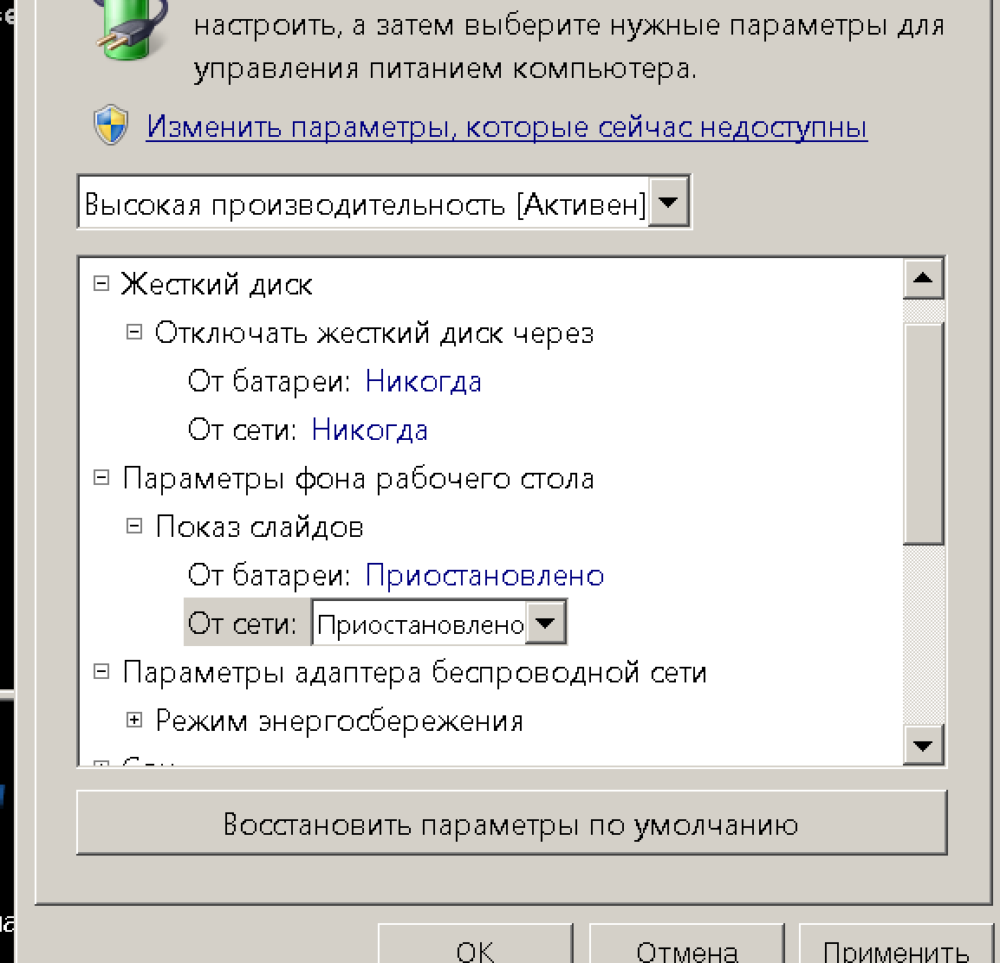 настроить, а затем выберите нужные параметры для
управления питанием компьютера.
Изменить параметры, которые сейчас недоступны
Высокая производительность [Активен]
Жесткий диск
Отключать жесткий диск через
От батареи: Никогда
От сети: Никогда
Параметры фона рабочего стола
Показ слайдов
От батареи: Приостановлено
От сети: Приостановлено
Параметры адаптера беспроводной сети
Режим энергосбережения
Восстановить параметры по умолчанию
ОК Отмена Применить